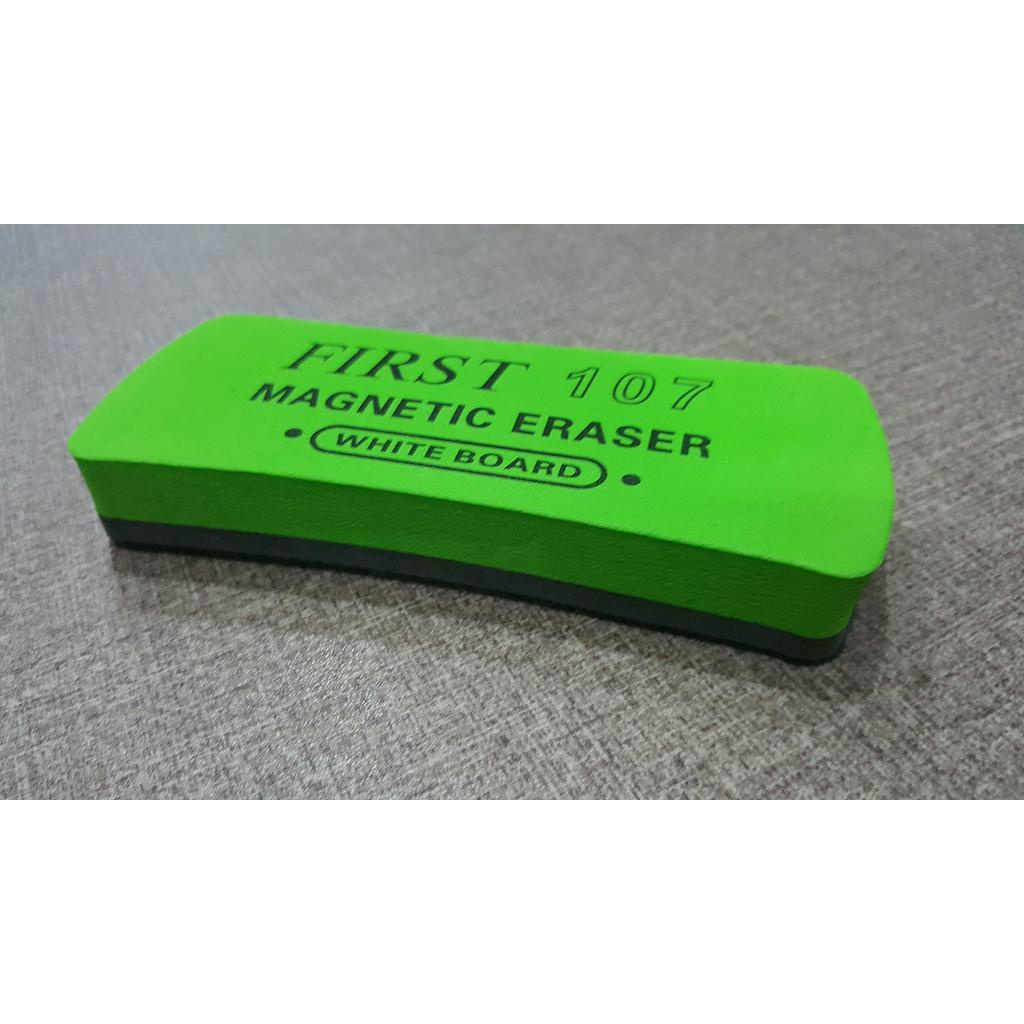 FIRST 107
MAGNETIC ERASER
• WHITE BOARD •